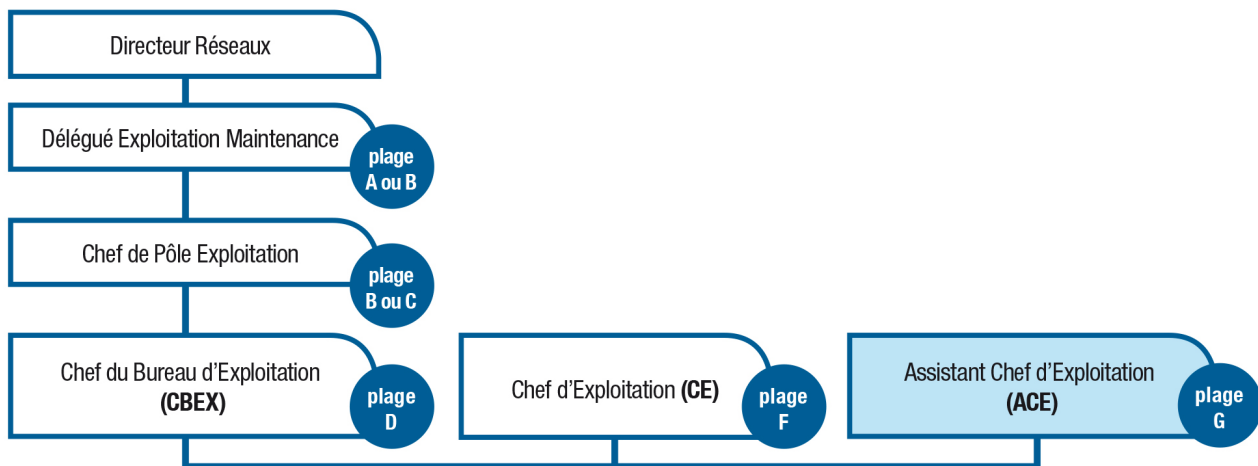 Directeur Réseaux
Délégué Exploitation Maintenance
plage
A ou B
Chef de Pôle Exploitation
plage
B ou C
Chef du Bureau d’Exploitation
(CBEX)
plage
D
Chef d’Exploitation (CE)
plage
F
Assistant Chef d’Exploitation
(ACE)
plage
G